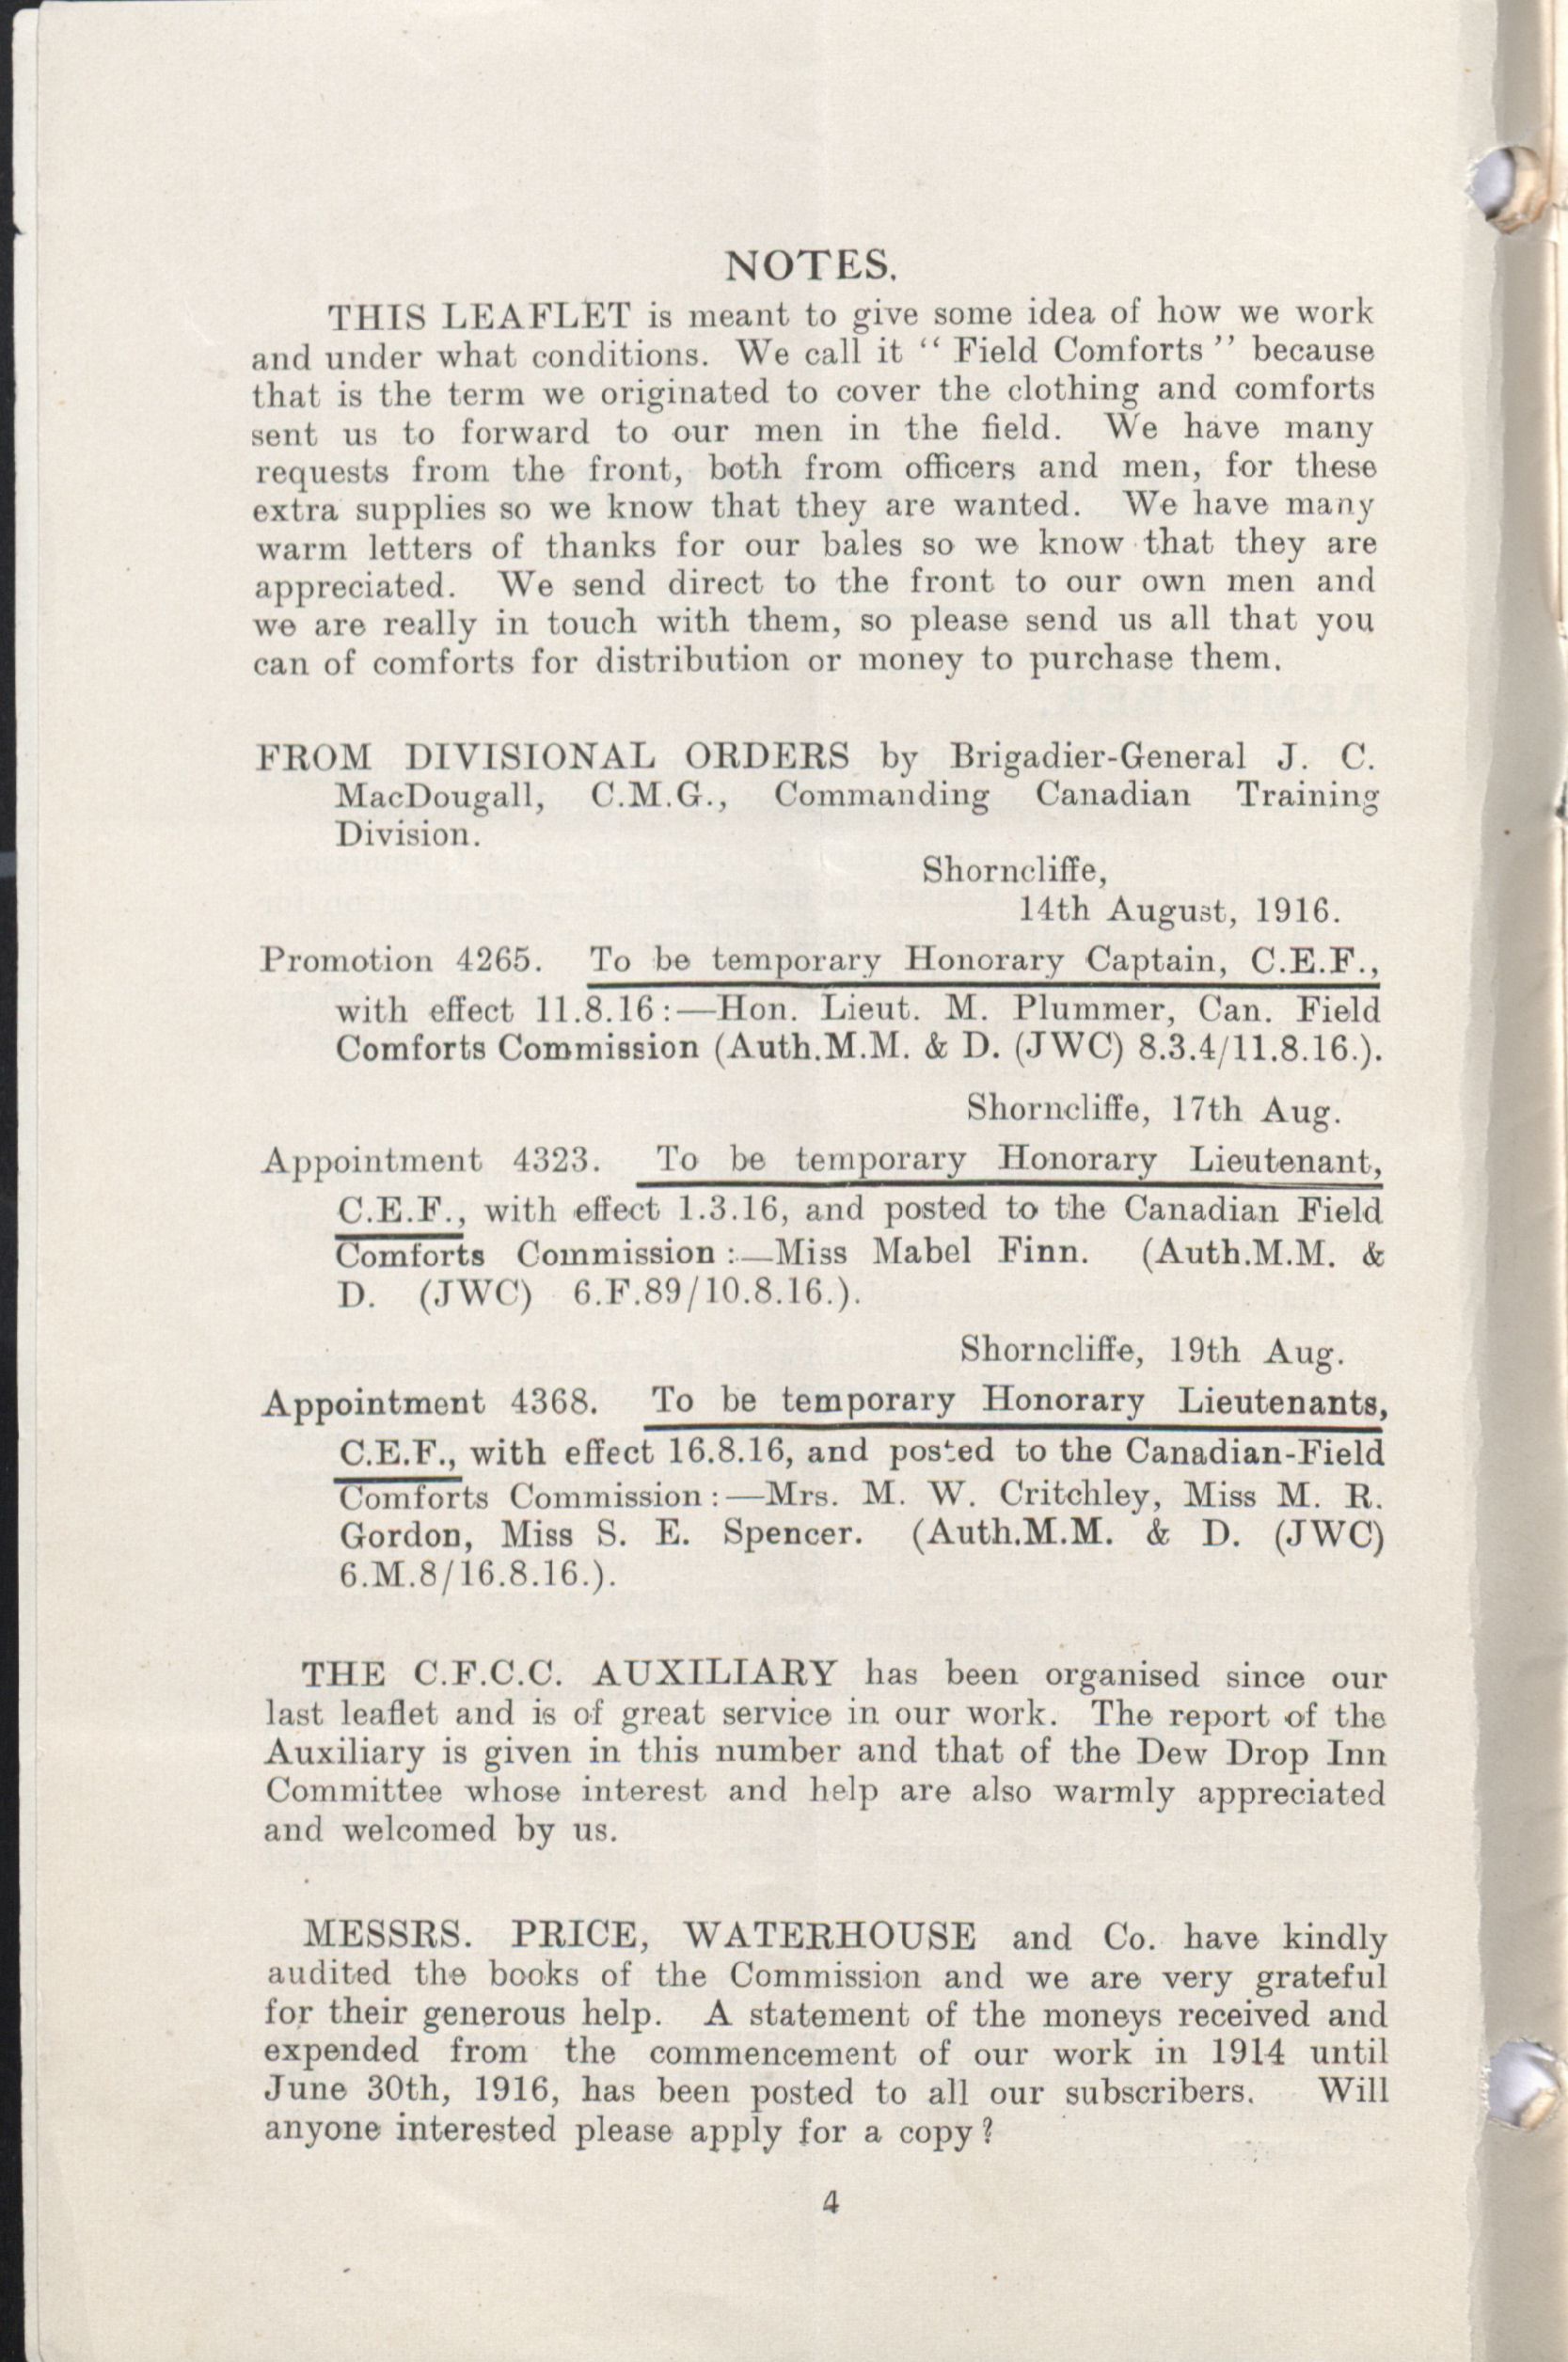 NOTES.
THIS LEAFLET is meant to give some idea of how we work
and under what conditions. We call it “ Field Comforts ” because
that is the term we originated to cover the clothing and comforts
sent us to forward to our men in the field. We have many
requests from the front, both from officers and men, for these
extra supplies so we know that they are wanted. We have many
warm letters of thanks for our bales so we know that they are
appreciated. We send direct to the front to our own men and
we are really in touch with them, so please send us all that you
can of comforts for distribution or money to purchase them.
FROM DIVISIONAL ORDERS by Brigadier-General J. C.
MacDougall, C.M.G., Commanding Canadian Training
Division.
Shorncliffe,
14th August, 1916.
Promotion 4265. To be temporary Honorary Captain, C.E.F.,
with effect 11.8.16:—Hon. Lieut. M. Plummer, Can. Field
Comforts Commission (Auth.M.M. & D. (JWC) 8.3.4/11.8.16.).
Shorncliffe, 17th Aug.
Appointment 4323. To be temporary Honorary Lieutenant,
C.E.F., with effect 1.3.16, and posted to the Canadian Field
Comforts Commission:—Miss Mabel Finn. (Auth.M.M. &
D. (JWC) 6.F.89/10.8.16.).
Shorncliffe, 19th Aug.
Appointment 4368. To be temporary Honorary Lieutenants,
C.E.F., with effect 16.8.16, and posted to the Canadian-Field
Comforts Commission:—Mrs. M. W. Critchley, Miss M. R.
Gordon, Miss S. E. Spencer. (Auth.M.M. & D. (JWC)
6.M.8/16.8.16.).
THE C.F.C.C. AUXILIARY has been organised since our
last leaflet and is of great service in our work. The report of the
Auxiliary is given in this number and that of the Dew Drop Inn
Committee whose interest and help are also warmly appreciated
and welcomed by us.
MESSRS. PRICE, WATERHOUSE and Co. have kindly
audited the books of the Commission and we are very grateful
for their generous help. A statement of the moneys received and
expended from the commencement of our work in 1914 until
June 30th, 1916, has been posted to all our subscribers. Will
anyone interested please apply for a copy?
4